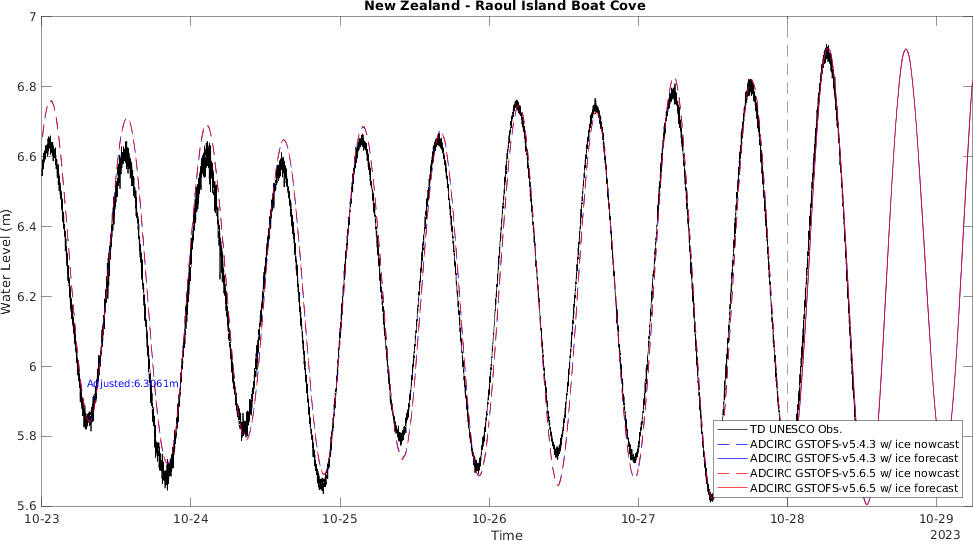 New Zealand - Raoul Island Boat Cove
7
6.8
6.6
6.4
6.2
6
5.8
5.6
Water Level (m)
Adjusted:6.3061m
TD UNESCO Obs.
ADCIRC GSTOFS-v5.4.3 w/ ice nowcast
ADCIRC GSTOFS-v5.4.3 w/ ice forecast
ADCIRC GSTOFS-v5.6.5 w/ ice nowcast
ADCIRC GSTOFS-v5.6.5 w/ ice forecast
10-23 10-24 10-25 10-26 10-27 10-28 10-29
Time 2023